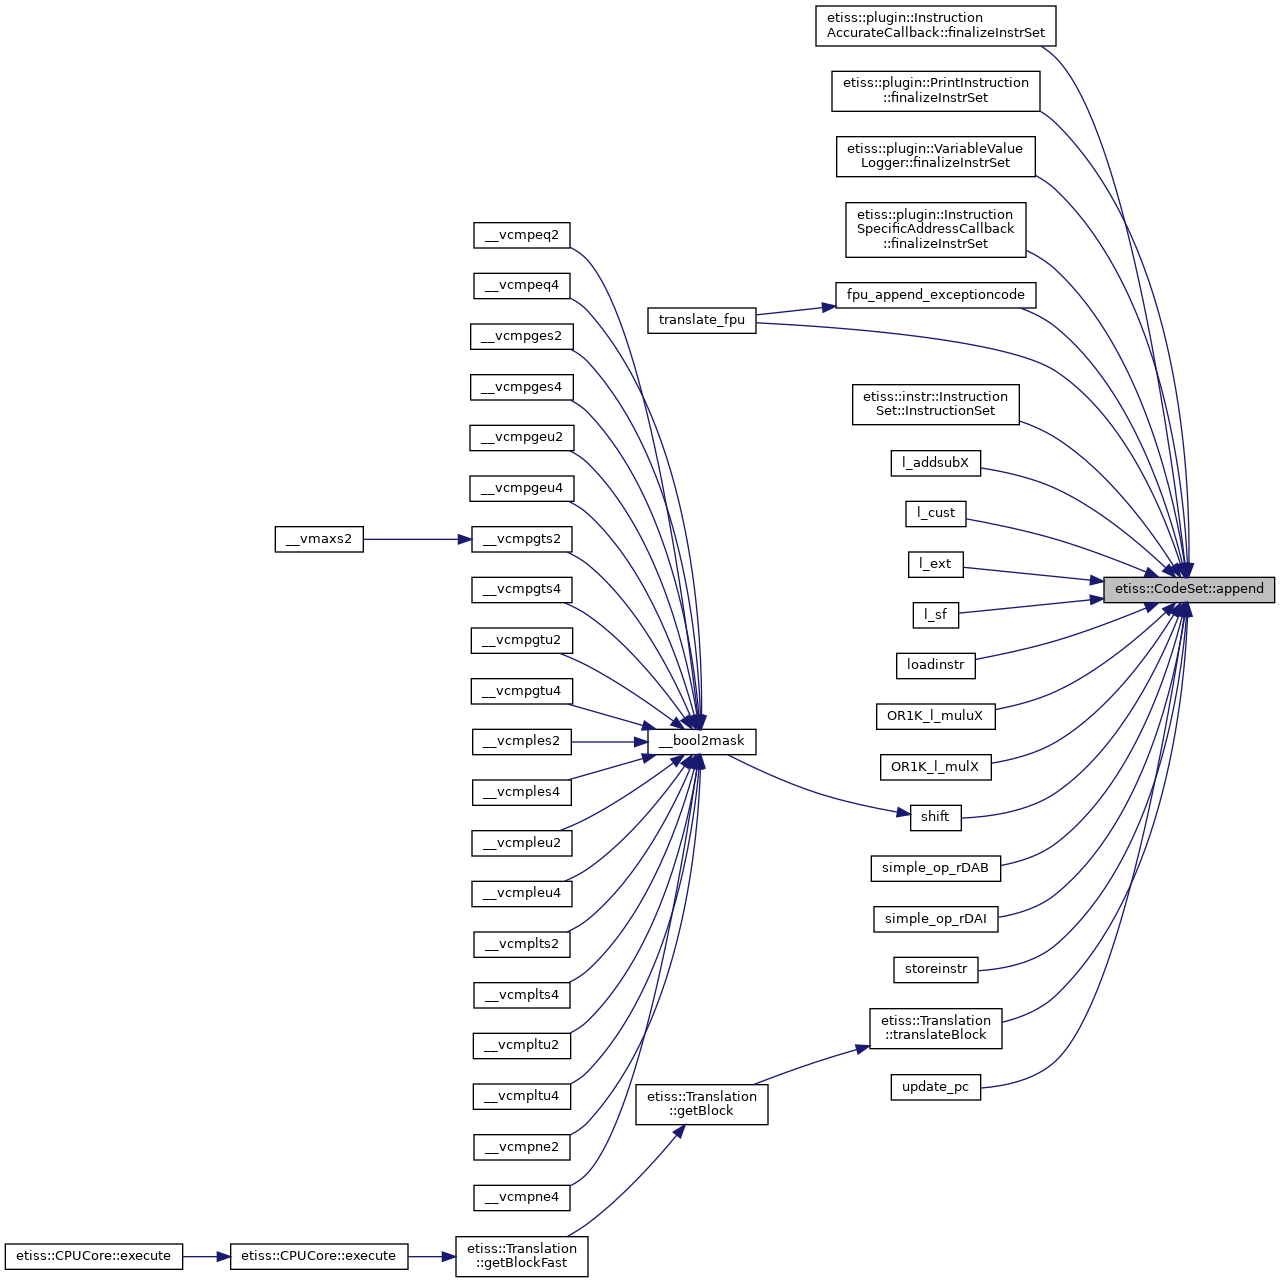 etiss::plugin::Instruction
AccurateCallback::finalizeInstrSet
etiss::plugin::PrintInstruction
::finalizeInstrSet
etiss::plugin::VariableValue
Logger::finalizeInstrSet
etiss::plugin::Instruction
SpecificAddressCallback
::finalizeInstrSet
fpu_append_exceptioncode
translate_fpu
etiss::instr::Instruction
Set::InstructionSet
l_addsubX
l_cust
l_ext
l_sf
loadinstr
OR1K_l_muluX
OR1K_l_mulX
shift
simple_op_rDAB
simple_op_rDAI
storeinstr
etiss::Translation
::translateBlock
update_pc
etiss::CodeSet::append
__vcmpeq2
__vcmpeq4
__vcmpges2
__vcmpges4
__vcmpgeu2
__vcmpgeu4
__vmaxs2
__vcmpgts2
__vcmpgts4
__vcmpgtu2
__vcmpgtu4
__vcmples2
__bool2mask
__vcmples4
__vcmpleu2
__vcmpleu4
__vcmplts2
__vcmplts4
__vcmpltu2
__vcmpltu4
__vcmpne2
__vcmpne4
etiss::Translation
::getBlock
etiss::Translation
::getBlockFast
etiss::CPUCore::execute
etiss::CPUCore::execute